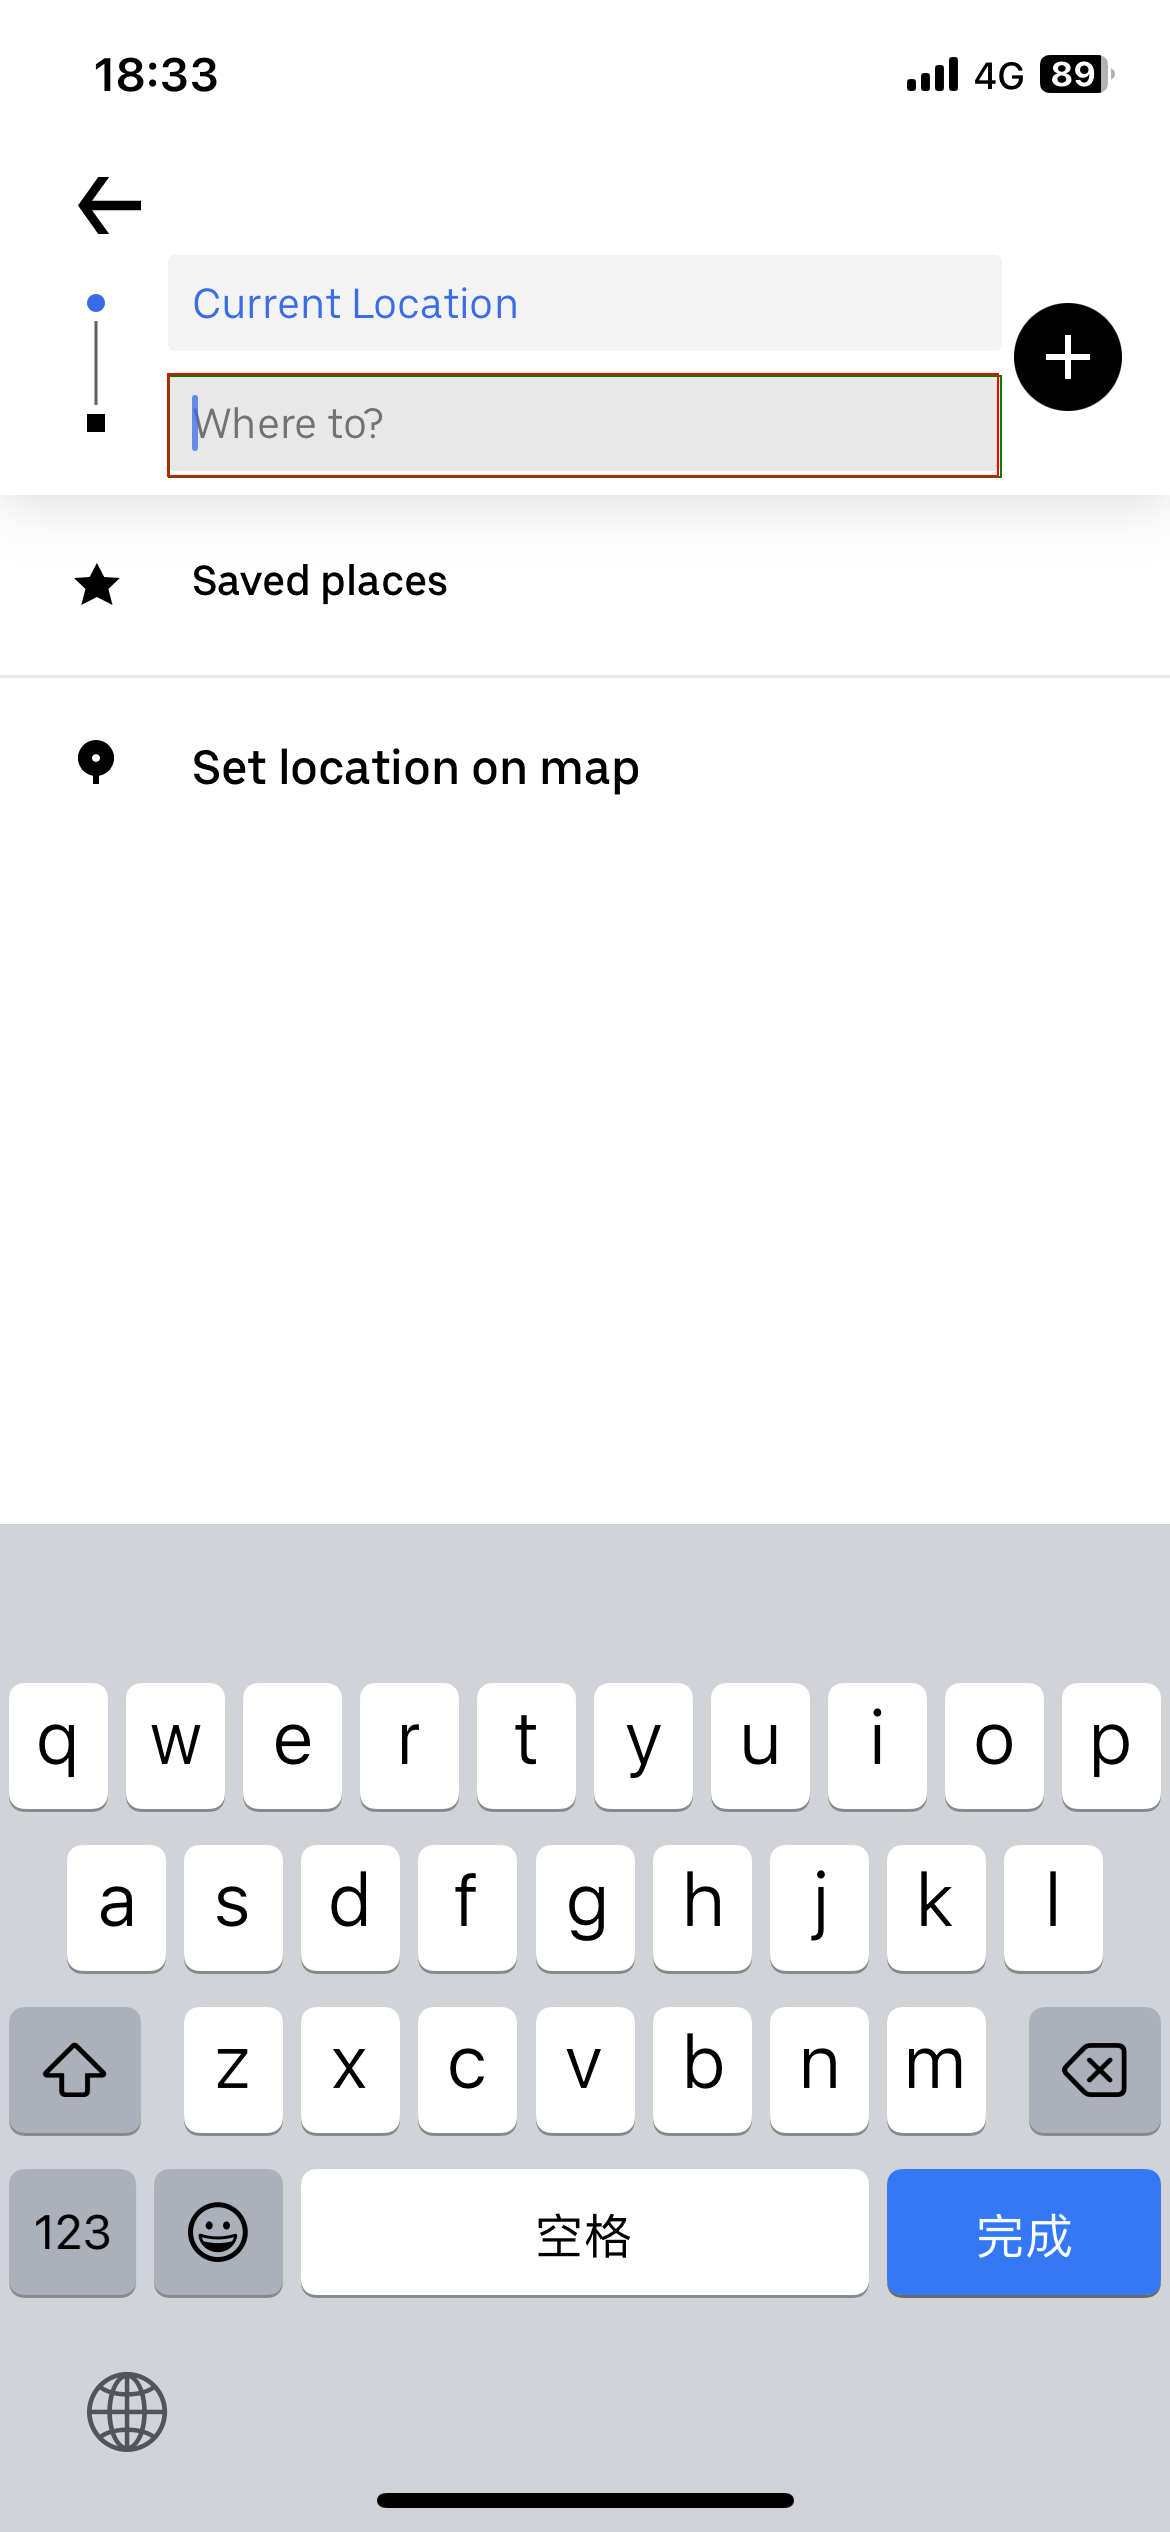 18:33 4G 89
Current Location
Where to?
Saved places
Set location on map
q w e r t y u i o p
a s d f g h j k l
z x c v b n m
123 空格 完成